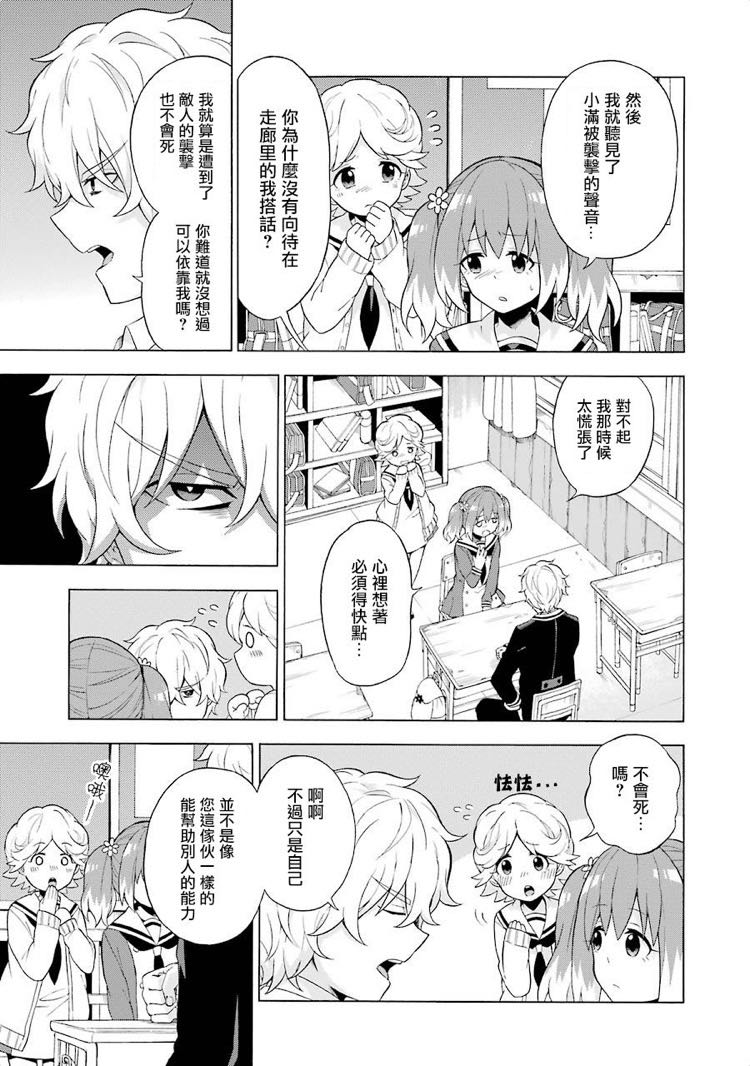 然後
我就聽見了
小滿被襲擊的聲音…
你為什麼沒有向待在
走廊里的我搭話?
我就算是遭到了
敵人的襲擊
也不會死
你難道就沒想過
可以依靠我嗎?
對不起
我那時候
太慌張了
心裡想著
必須得快點…
不會死…
嗎?
怯怯…
啊啊
不過只是自己
並不是像
您這傢伙一樣的
能幫助別人的能力
噢哦